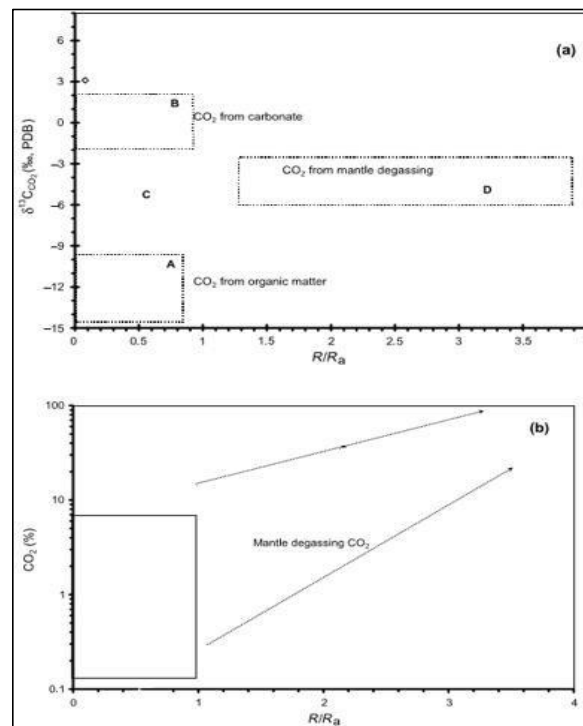 (a)
8
6
3
0
−3
−6
−9
−12
−15
δ¹³C_CO₂ (‰, PDB)
B
CO₂ from carbonate
CO₂ from mantle degassing
C
D
A
CO₂ from organic matter
0 0.5 1 1.5 2 2.5 3 3.5
R/Rₐ
(b)
100
10
1
0.1
CO₂ (%)
Mantle degassing CO₂
0 1 2 3 4
R/Rₐ